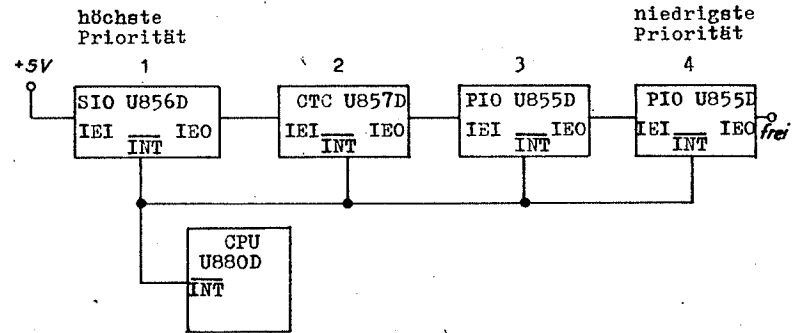 höchste
Priorität
niedrigste
Priorität
+5V
1
2
3
4
SIO U856D
IEI
IEO
INT
CTC U857D
IEI
IEO
INT
PIO U855D
IEI
IEO
INT
PIO U855D
IEI
IEO
INT
frei
CPU
U880D
INT